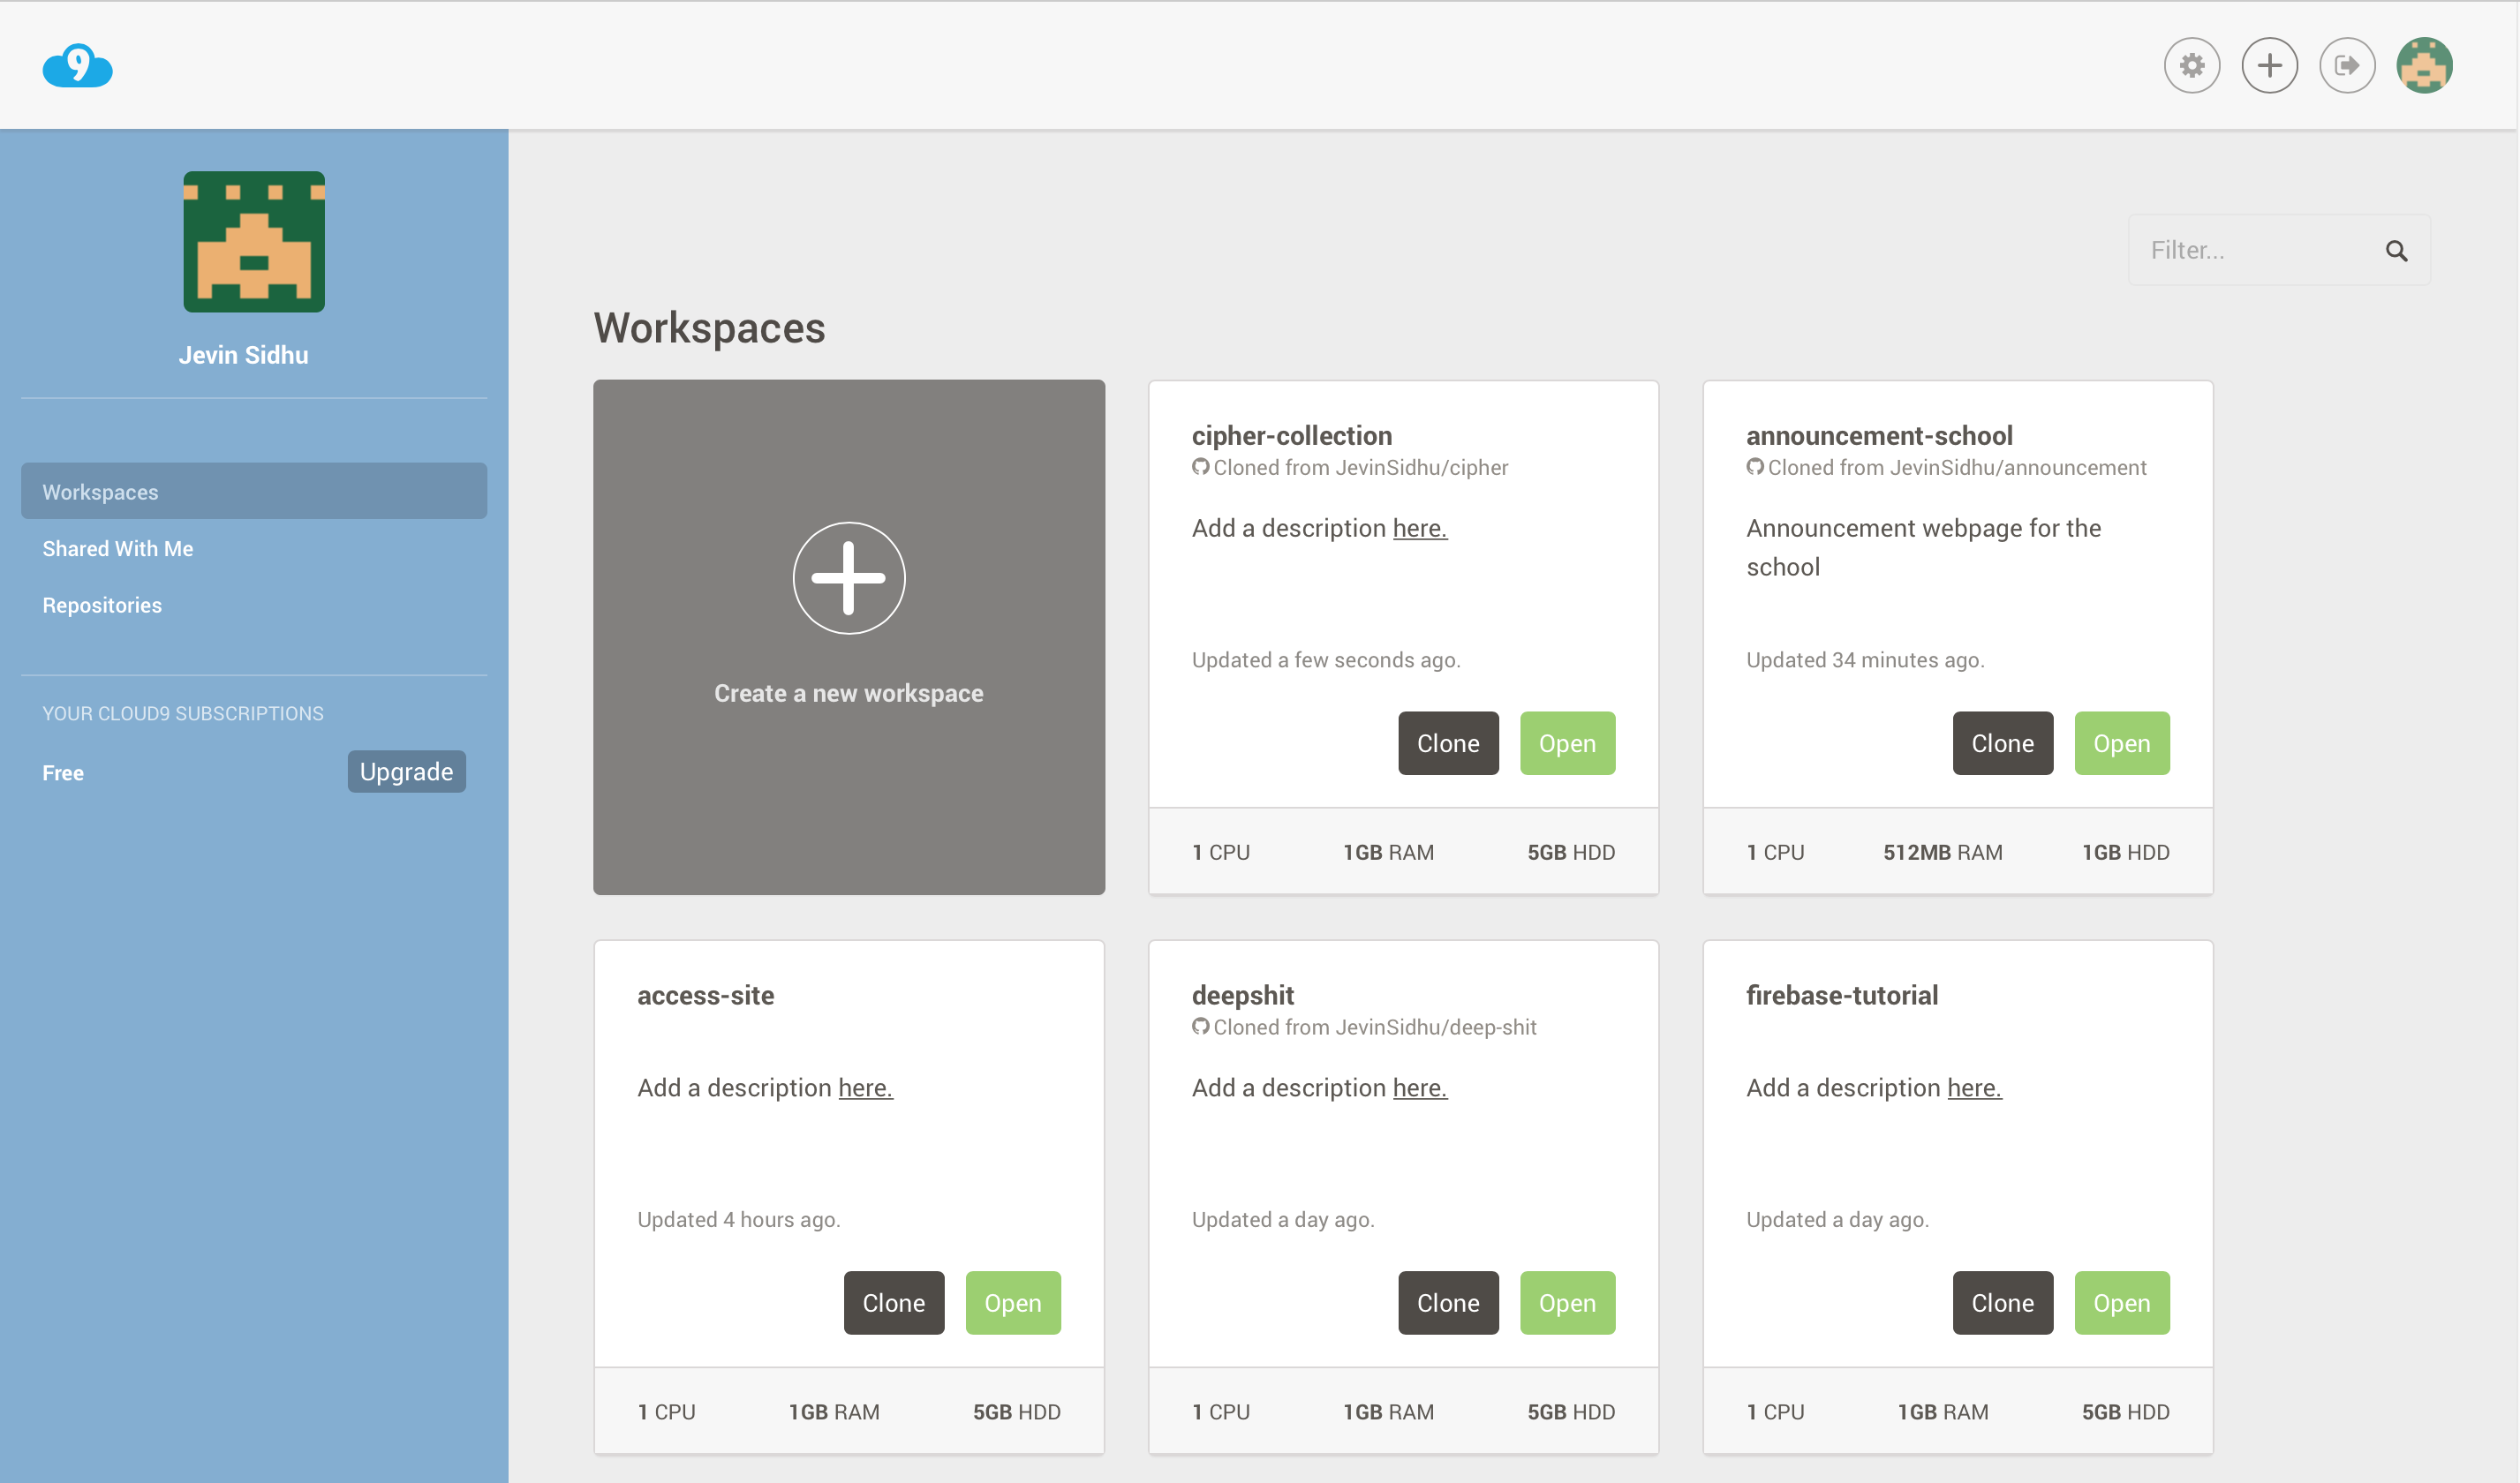 9
Jevin Sidhu
Workspaces
Shared With Me
Repositories
YOUR CLOUD9 SUBSCRIPTIONS
Free
Upgrade
Filter...
Workspaces
Create a new workspace
cipher-collection
Cloned from JevinSidhu/cipher
Add a description here.
Updated a few seconds ago.
Clone
Open
1 CPU
1GB RAM
5GB HDD
announcement-school
Cloned from JevinSidhu/announcement
Announcement webpage for the
school
Updated 34 minutes ago.
Clone
Open
1 CPU
512MB RAM
1GB HDD
access-site
Add a description here.
Updated 4 hours ago.
Clone
Open
1 CPU
1GB RAM
5GB HDD
deepshit
Cloned from JevinSidhu/deep-shit
Add a description here.
Updated a day ago.
Clone
Open
1 CPU
1GB RAM
5GB HDD
firebase-tutorial
Add a description here.
Updated a day ago.
Clone
Open
1 CPU
1GB RAM
5GB HDD